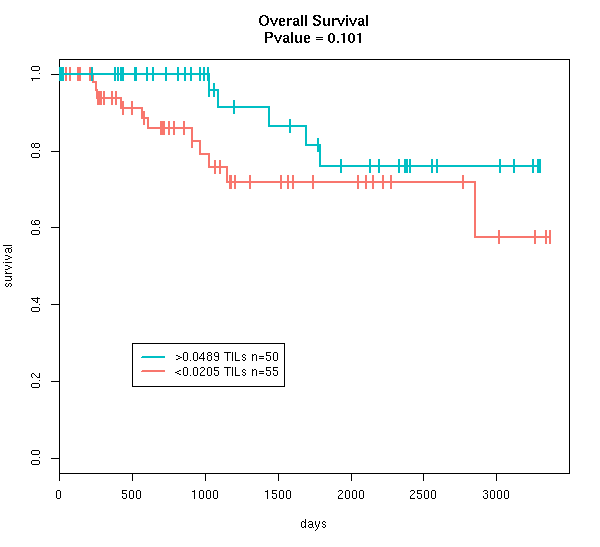 Overall Survival
Pvalue = 0.101
1.0
0.8
0.6
0.4
0.2
0.0
survival
>0.0489 TILs n=50
<0.0205 TILs n=55
0 500 1000 1500 2000 2500 3000
days